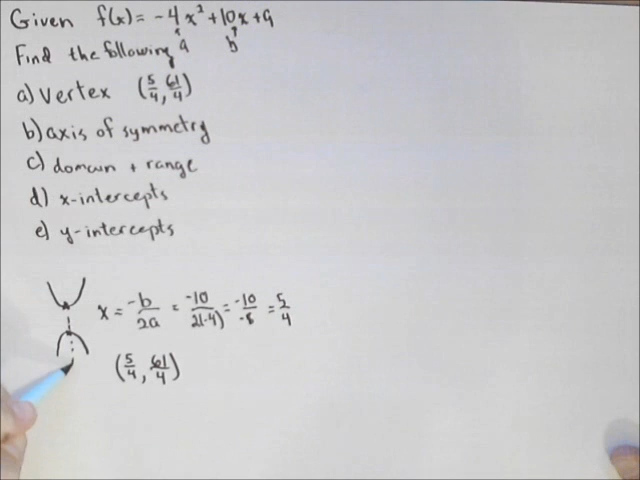 Given f(x) = -4x² + 10x + 9
Find the following a b
a) Vertex (5/4, 61/4)
b) axis of symmetry
c) domain + range
d) x-intercepts
e) y-intercepts
x = -b/2a = -10/2(-4) = -10/-8 = 5/4
(5/4, 61/4)